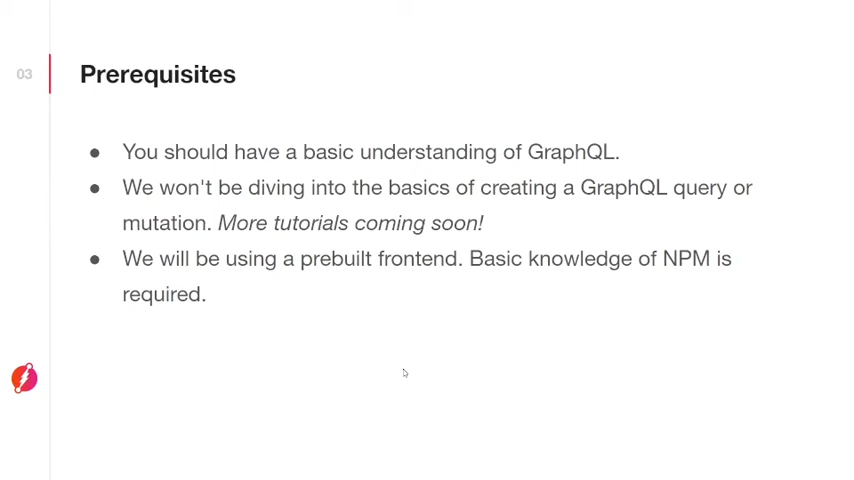 03
Prerequisites
● You should have a basic understanding of GraphQL.
● We won't be diving into the basics of creating a GraphQL query or
mutation. More tutorials coming soon!
● We will be using a prebuilt frontend. Basic knowledge of NPM is
required.